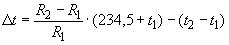 Δt = (R₂ − R₁)/R₁ · (234,5 + t₁) − (t₂ − t₁)